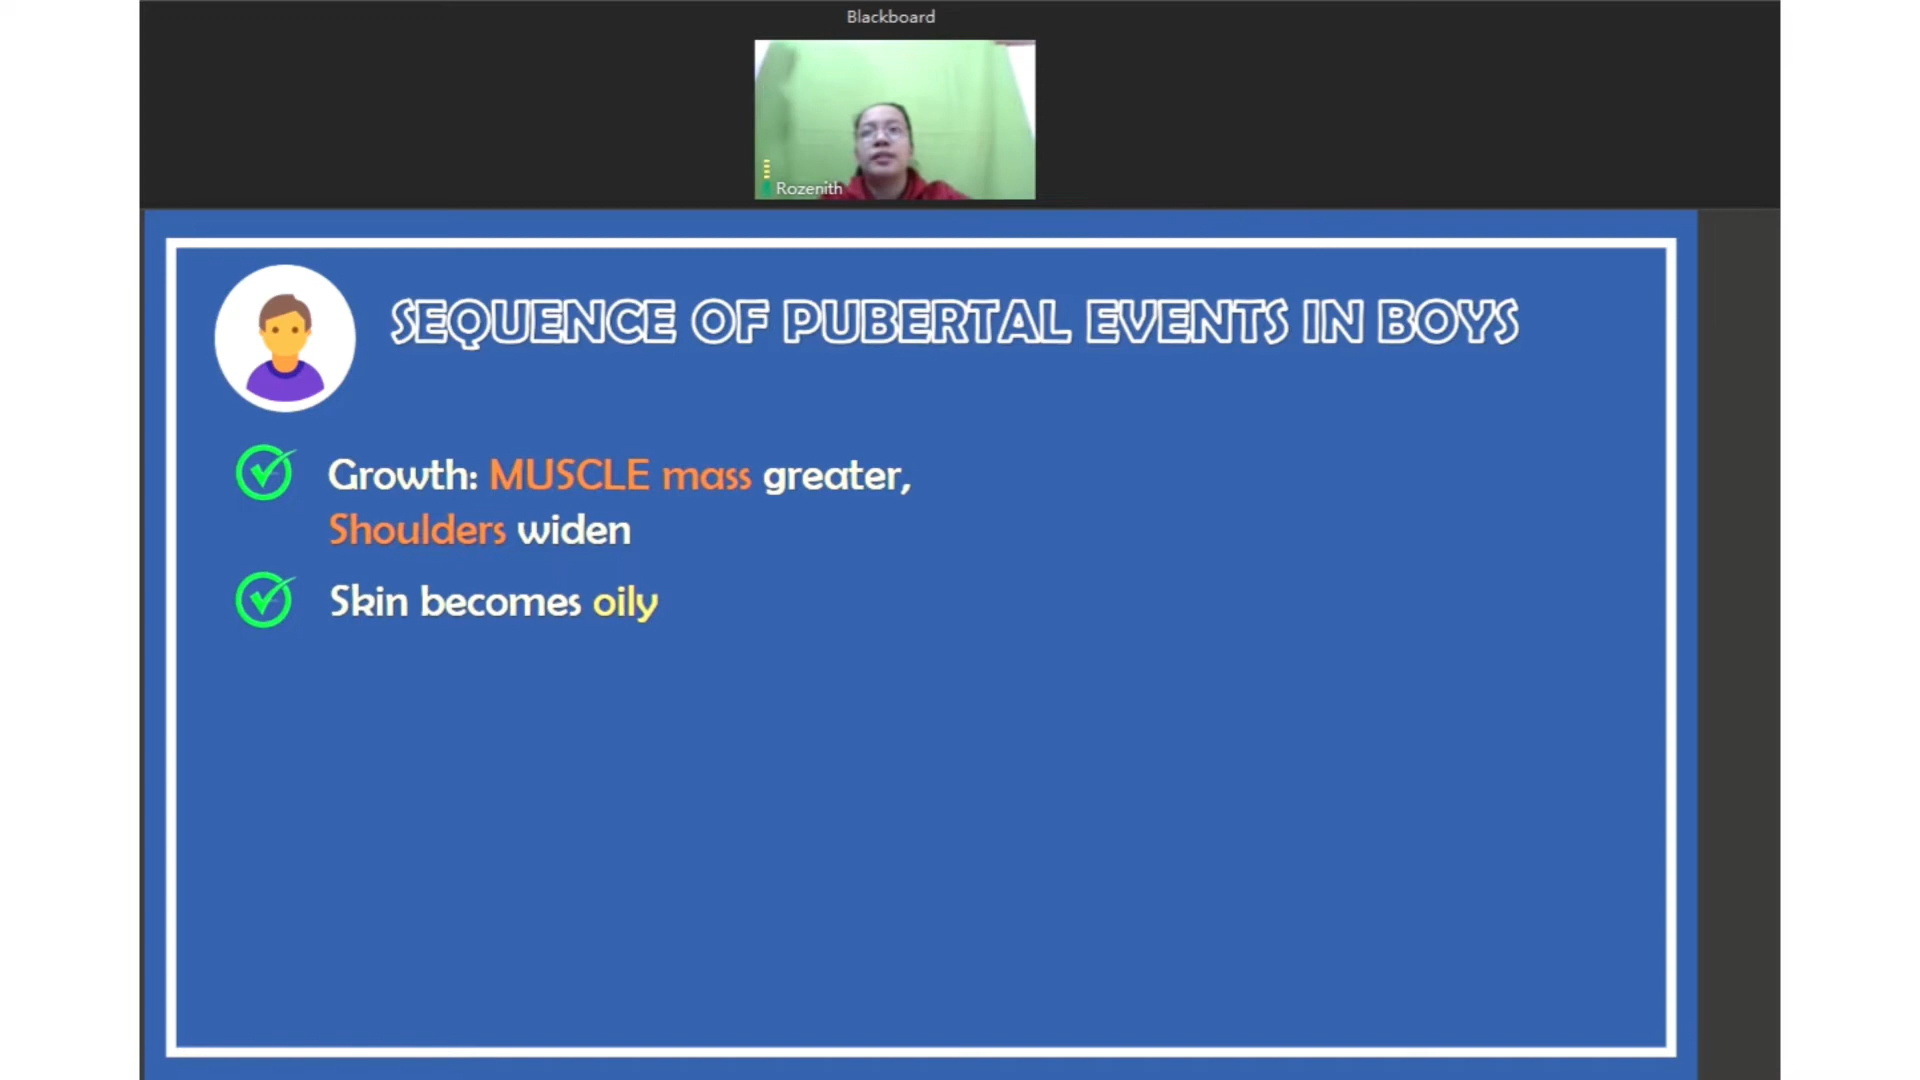 Blackboard
Rozenith
SEQUENCE OF PUBERTAL EVENTS IN BOYS
Growth: MUSCLE mass greater,
Shoulders widen
Skin becomes oily